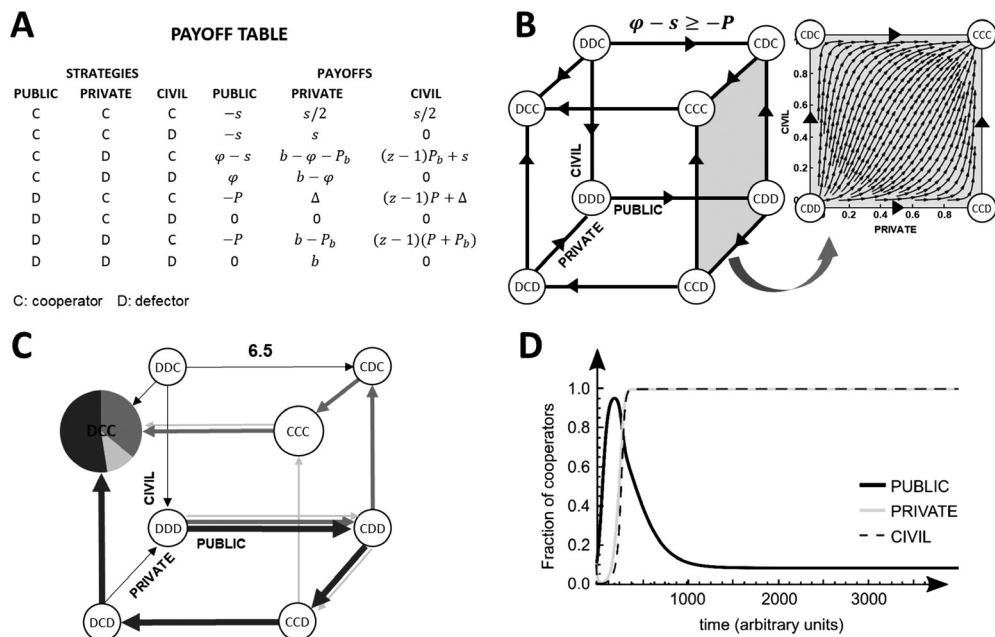 A
PAYOFF TABLE
STRATEGIES PAYOFFS
PUBLIC PRIVATE CIVIL PUBLIC PRIVATE CIVIL
C C C −s s/2 s/2
C C D −s s 0
C D C φ − s b − φ − P_b (z − 1)P_b + s
C D D φ b − φ 0
D C C −P Δ (z − 1)P + Δ
D C D 0 0 0
D D C −P b − P_b (z − 1)(P + P_b)
D D D 0 b 0
C: cooperator D: defector
B
φ − s ≥ −P
DDC
CDC
DCC
CCC
CIVIL
DDD
CDD
PUBLIC
PRIVATE
DCD
CCD
CDC
CCC
1.0
0.8
0.6
0.4
0.2
0.0
CIVIL
CDD
0.2 0.4 0.6 0.8
CCD
PRIVATE
C
6.5
DDC
CDC
DCC
CCC
CIVIL
DDD
CDD
PUBLIC
PRIVATE
DCD
CCD
D
Fraction of cooperators
1.0
0.8
0.6
0.4
0.2
0.0
PUBLIC
PRIVATE
CIVIL
1000 2000 3000
time (arbitrary units)